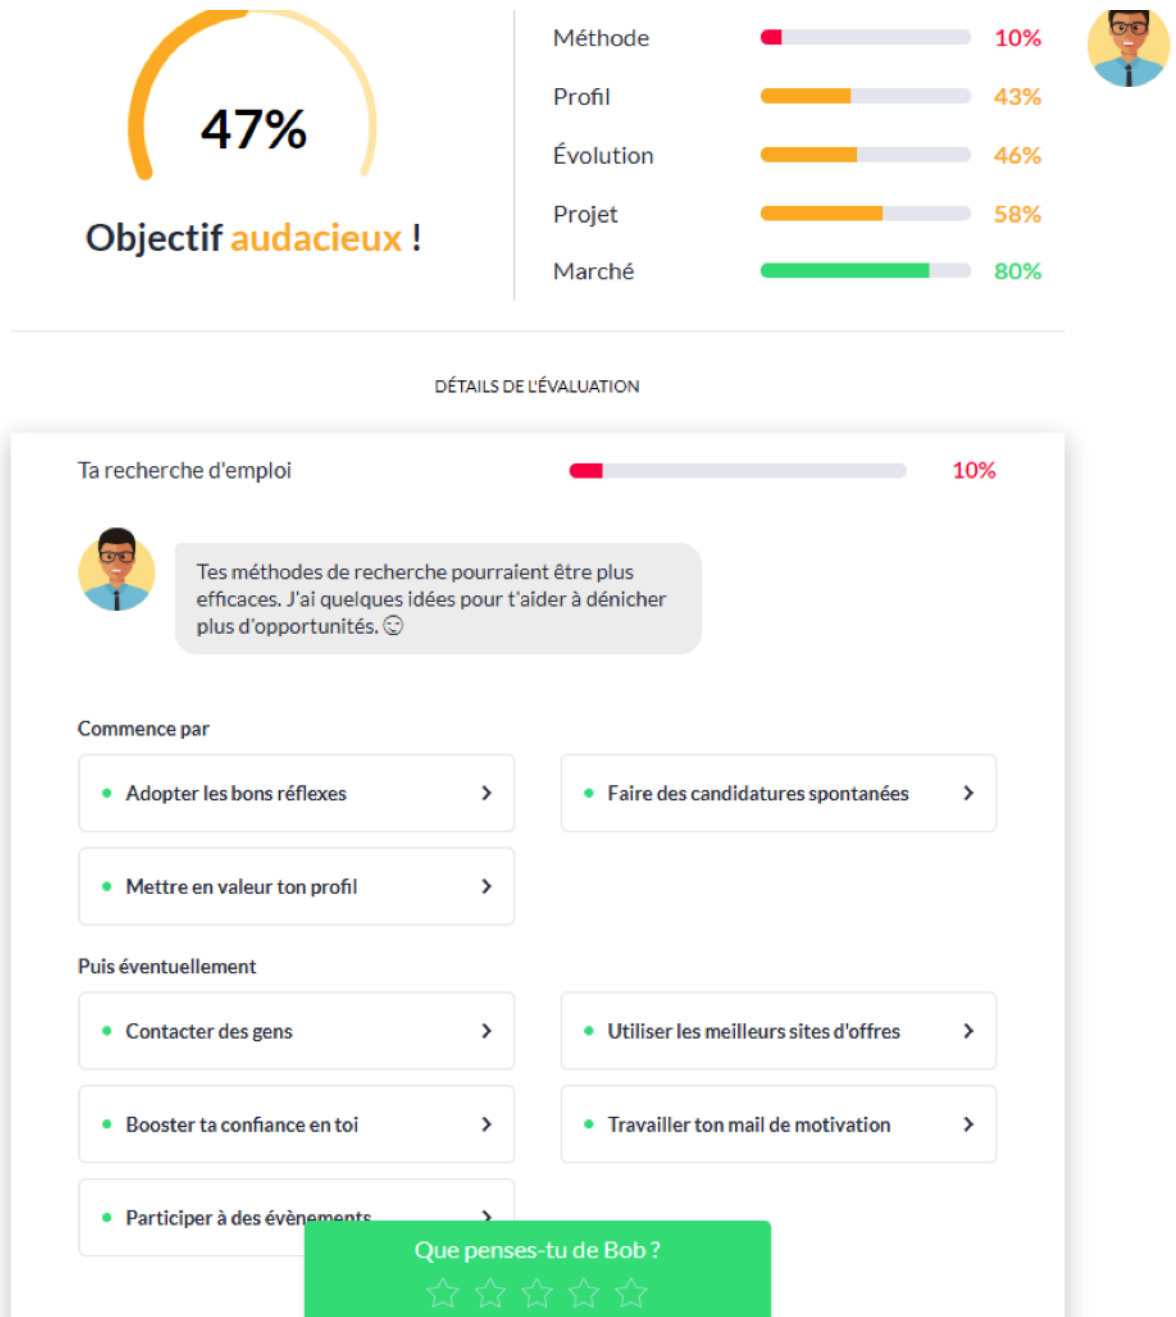 47%
Objectif audacieux !
Méthode 10%
Profil 43%
Évolution 46%
Projet 58%
Marché 80%
DÉTAILS DE L'ÉVALUATION
Ta recherche d'emploi 10%
Tes méthodes de recherche pourraient être plus
efficaces. J'ai quelques idées pour t'aider à dénicher
plus d'opportunités.
Commence par
Adopter les bons réflexes
Faire des candidatures spontanées
Mettre en valeur ton profil
Puis éventuellement
Contacter des gens
Utiliser les meilleurs sites d'offres
Booster ta confiance en toi
Travailler ton mail de motivation
Participer à des évènements
Que penses-tu de Bob ?